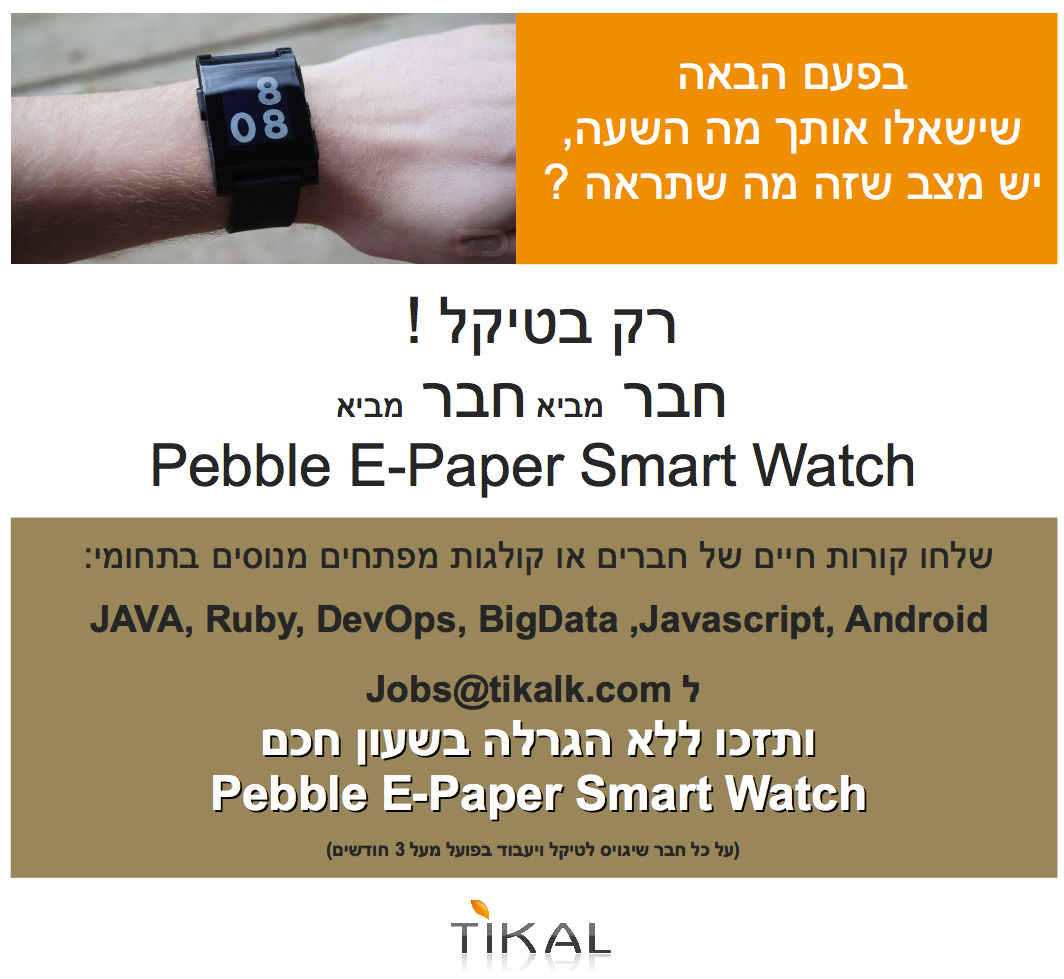 8
08
בפעם הבאה
שישאלו אותך מה השעה,
יש מצב שזה מה שתראה ?
רק בטיקל !
חבר מביא חבר מביא
Pebble E-Paper Smart Watch
שלחו קורות חיים של חברים או קולגות מפתחים מנוסים בתחומי:
JAVA, Ruby, DevOps, BigData ,Javascript, Android
ל Jobs@tikalk.com
ותזכו ללא הגרלה בשעון חכם
Pebble E-Paper Smart Watch
(על כל חבר שיגויס לטיקל ויעבוד בפועל מעל 3 חודשים)
TIKAL